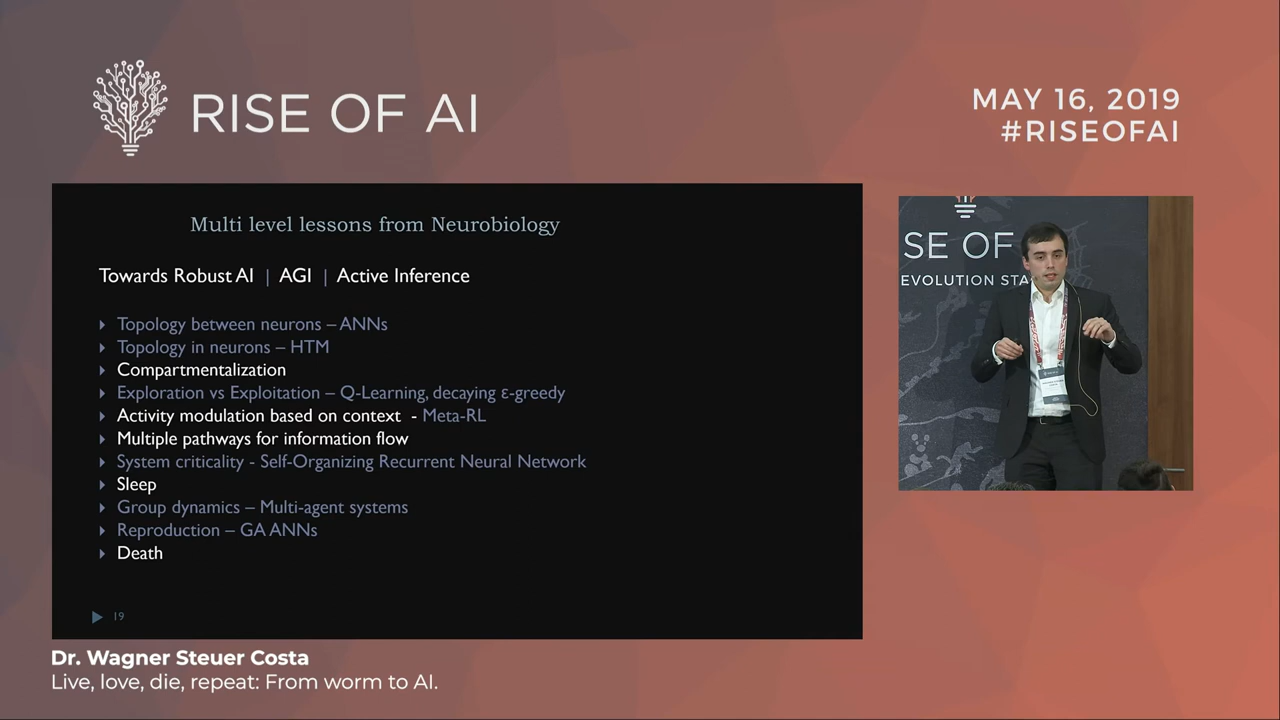 RISE OF AI
MAY 16, 2019
#RISEOFAI
Multi level lessons from Neurobiology
Towards Robust AI | AGI | Active Inference
Topology between neurons – ANNs
Topology in neurons – HTM
Compartmentalization
Exploration vs Exploitation – Q-Learning, decaying ε-greedy
Activity modulation based on context - Meta-RL
Multiple pathways for information flow
System criticality - Self-Organizing Recurrent Neural Network
Sleep
Group dynamics – Multi-agent systems
Reproduction – GA ANNs
Death
19
SE OF
EVOLUTION STA
Dr. Wagner Steuer Costa
Live, love, die, repeat: From worm to AI.